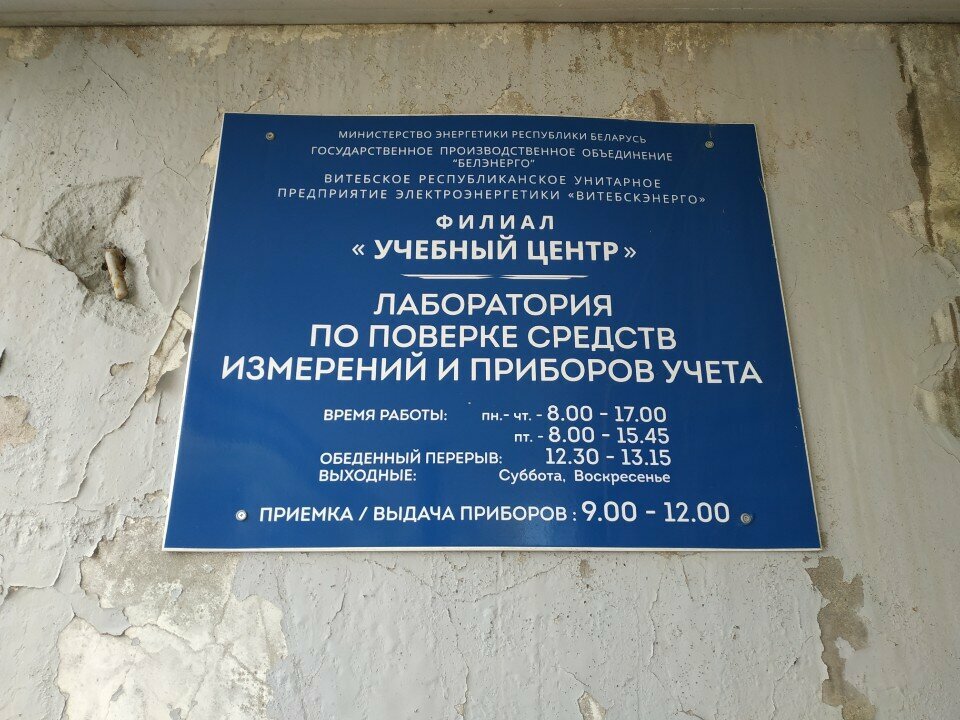 МИНИСТЕРСТВО ЭНЕРГЕТИКИ РЕСПУБЛИКИ БЕЛАРУСЬ
ГОСУДАРСТВЕННОЕ ПРОИЗВОДСТВЕННОЕ ОБЪЕДИНЕНИЕ
"БЕЛЭНЕРГО"
ВИТЕБСКОЕ РЕСПУБЛИКАНСКОЕ УНИТАРНОЕ
ПРЕДПРИЯТИЕ ЭЛЕКТРОЭНЕРГЕТИКИ «ВИТЕБСКЭНЕРГО»
ФИЛИАЛ
« УЧЕБНЫЙ ЦЕНТР»
ЛАБОРАТОРИЯ
ПО ПОВЕРКЕ СРЕДСТВ
ИЗМЕРЕНИЙ И ПРИБОРОВ УЧЕТА
ВРЕМЯ РАБОТЫ: пн.- чт. - 8.00 - 17.00
пт. - 8.00 - 15.45
ОБЕДЕННЫЙ ПЕРЕРЫВ: 12.30 - 13.15
ВЫХОДНЫЕ: Суббота, Воскресенье
ПРИЕМКА / ВЫДАЧА ПРИБОРОВ : 9.00 - 12.00